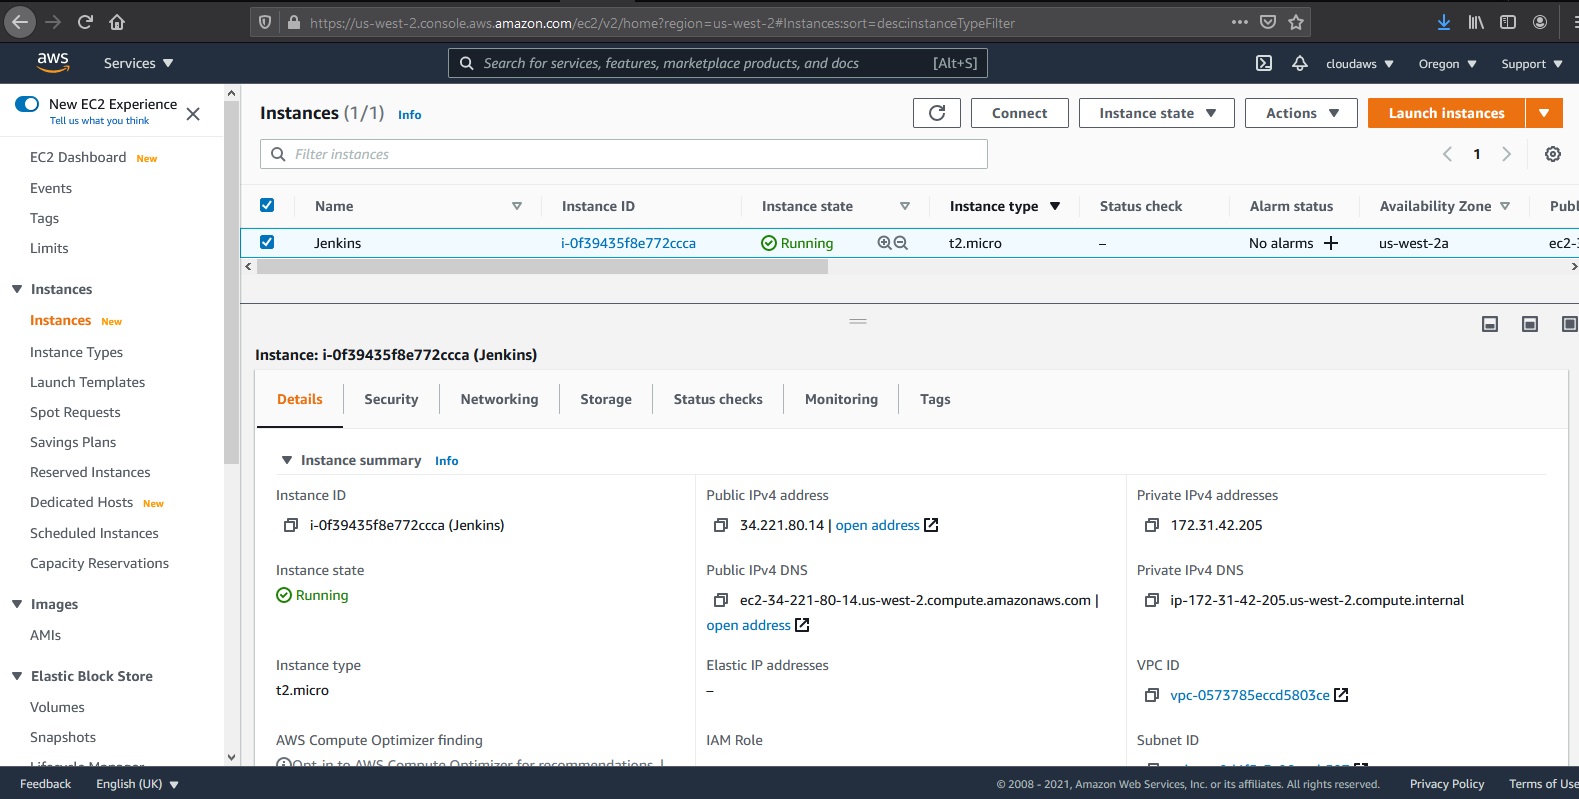 https://us-west-2.console.aws.amazon.com/ec2/v2/home?region=us-west-2#Instances:sort=desc:instanceTypeFilter
aws Services Search for services, features, marketplace products, and docs [Alt+S] cloudaws Oregon Support
New EC2 Experience
Tell us what you think
EC2 Dashboard New
Events
Tags
Limits
Instances
Instances New
Instance Types
Launch Templates
Spot Requests
Savings Plans
Reserved Instances
Dedicated Hosts New
Scheduled Instances
Capacity Reservations
Images
AMIs
Elastic Block Store
Volumes
Snapshots
Lifecycle Manager
Instances (1/1) Info Connect Instance state Actions Launch instances
Filter instances 1
Name Instance ID Instance state Instance type Status check Alarm status Availability Zone Publ
Jenkins i-0f39435f8e772ccca Running t2.micro – No alarms + us-west-2a ec2-
Instance: i-0f39435f8e772ccca (Jenkins)
Details Security Networking Storage Status checks Monitoring Tags
Instance summary Info
Instance ID Public IPv4 address Private IPv4 addresses
i-0f39435f8e772ccca (Jenkins) 34.221.80.14 | open address 172.31.42.205
Instance state Public IPv4 DNS Private IPv4 DNS
Running ec2-34-221-80-14.us-west-2.compute.amazonaws.com | ip-172-31-42-205.us-west-2.compute.internal
open address
Instance type Elastic IP addresses VPC ID
t2.micro – vpc-0573785eccd5803ce
AWS Compute Optimizer finding IAM Role Subnet ID
Opt-in to AWS Compute Optimizer for recommendations. |
Feedback English (UK) © 2008 - 2021, Amazon Web Services, Inc. or its affiliates. All rights reserved. Privacy Policy Terms of Use